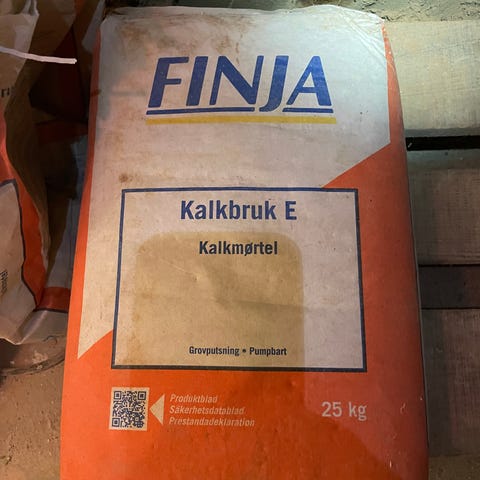 FINJA
Kalkbruk E
Kalkmørtel
Grovputsning • Pumpbart
Produktblad
Säkerhetsdatablad
Prestandadeklaration
25 kg